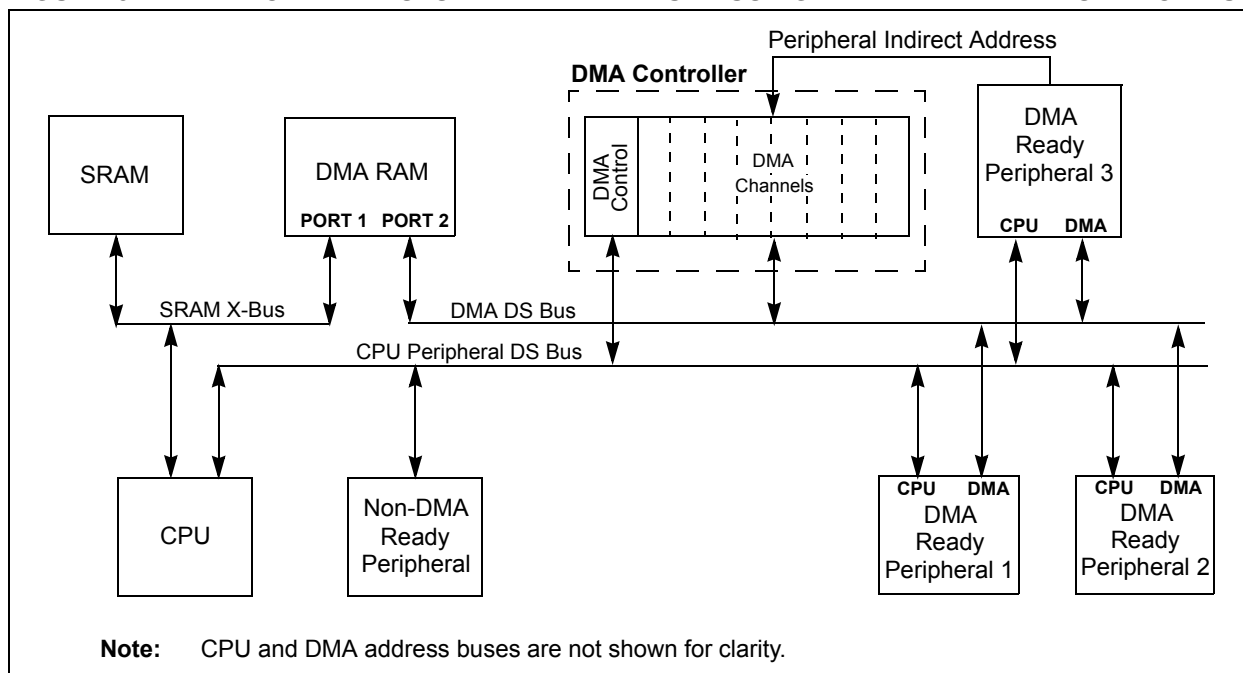 Peripheral Indirect Address
DMA Controller
SRAM
DMA RAM
PORT 1 PORT 2
DMA
Control
DMA
Channels
DMA
Ready
Peripheral 3
CPU DMA
SRAM X-Bus
DMA DS Bus
CPU Peripheral DS Bus
CPU
Non-DMA
Ready
Peripheral
CPU DMA
DMA
Ready
Peripheral 1
CPU DMA
DMA
Ready
Peripheral 2
Note: CPU and DMA address buses are not shown for clarity.